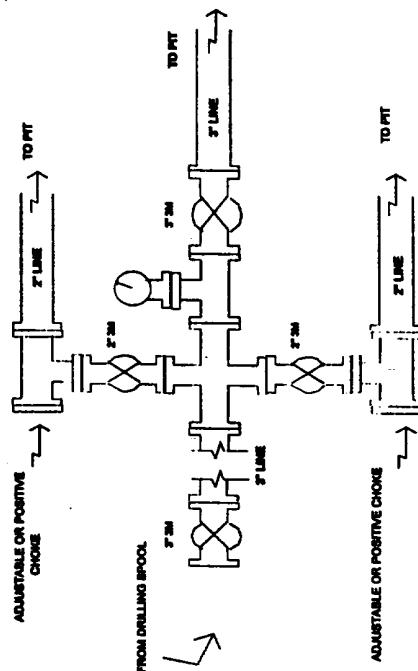 TO PIT
2" LINE
2" 3M
ADJUSTABLE OR POSITIVE
CHOKE
TO PIT
3" LINE
3" 3M
3" LINE
3" 3M
FROM DRILLING SPOOL
TO PIT
2" LINE
2" 3M
ADJUSTABLE OR POSITIVE CHOKE